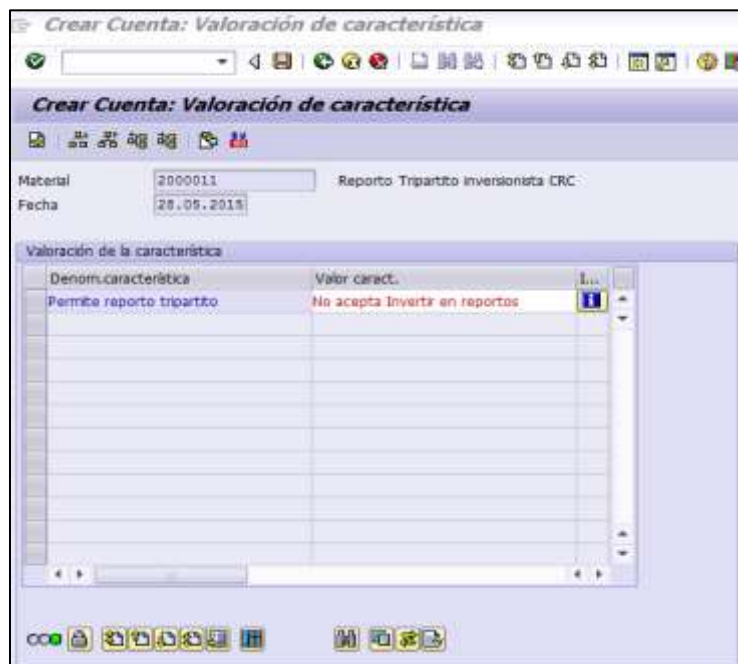 Crear Cuenta: Valoración de característica
Crear Cuenta: Valoración de característica
Material 2000011 Reporto Tripartito inversionista CRC
Fecha 28.05.2015
Valoración de la característica
Denom.característica Valor caract. I...
Permite reporto tripartito No acepta Invertir en reportos